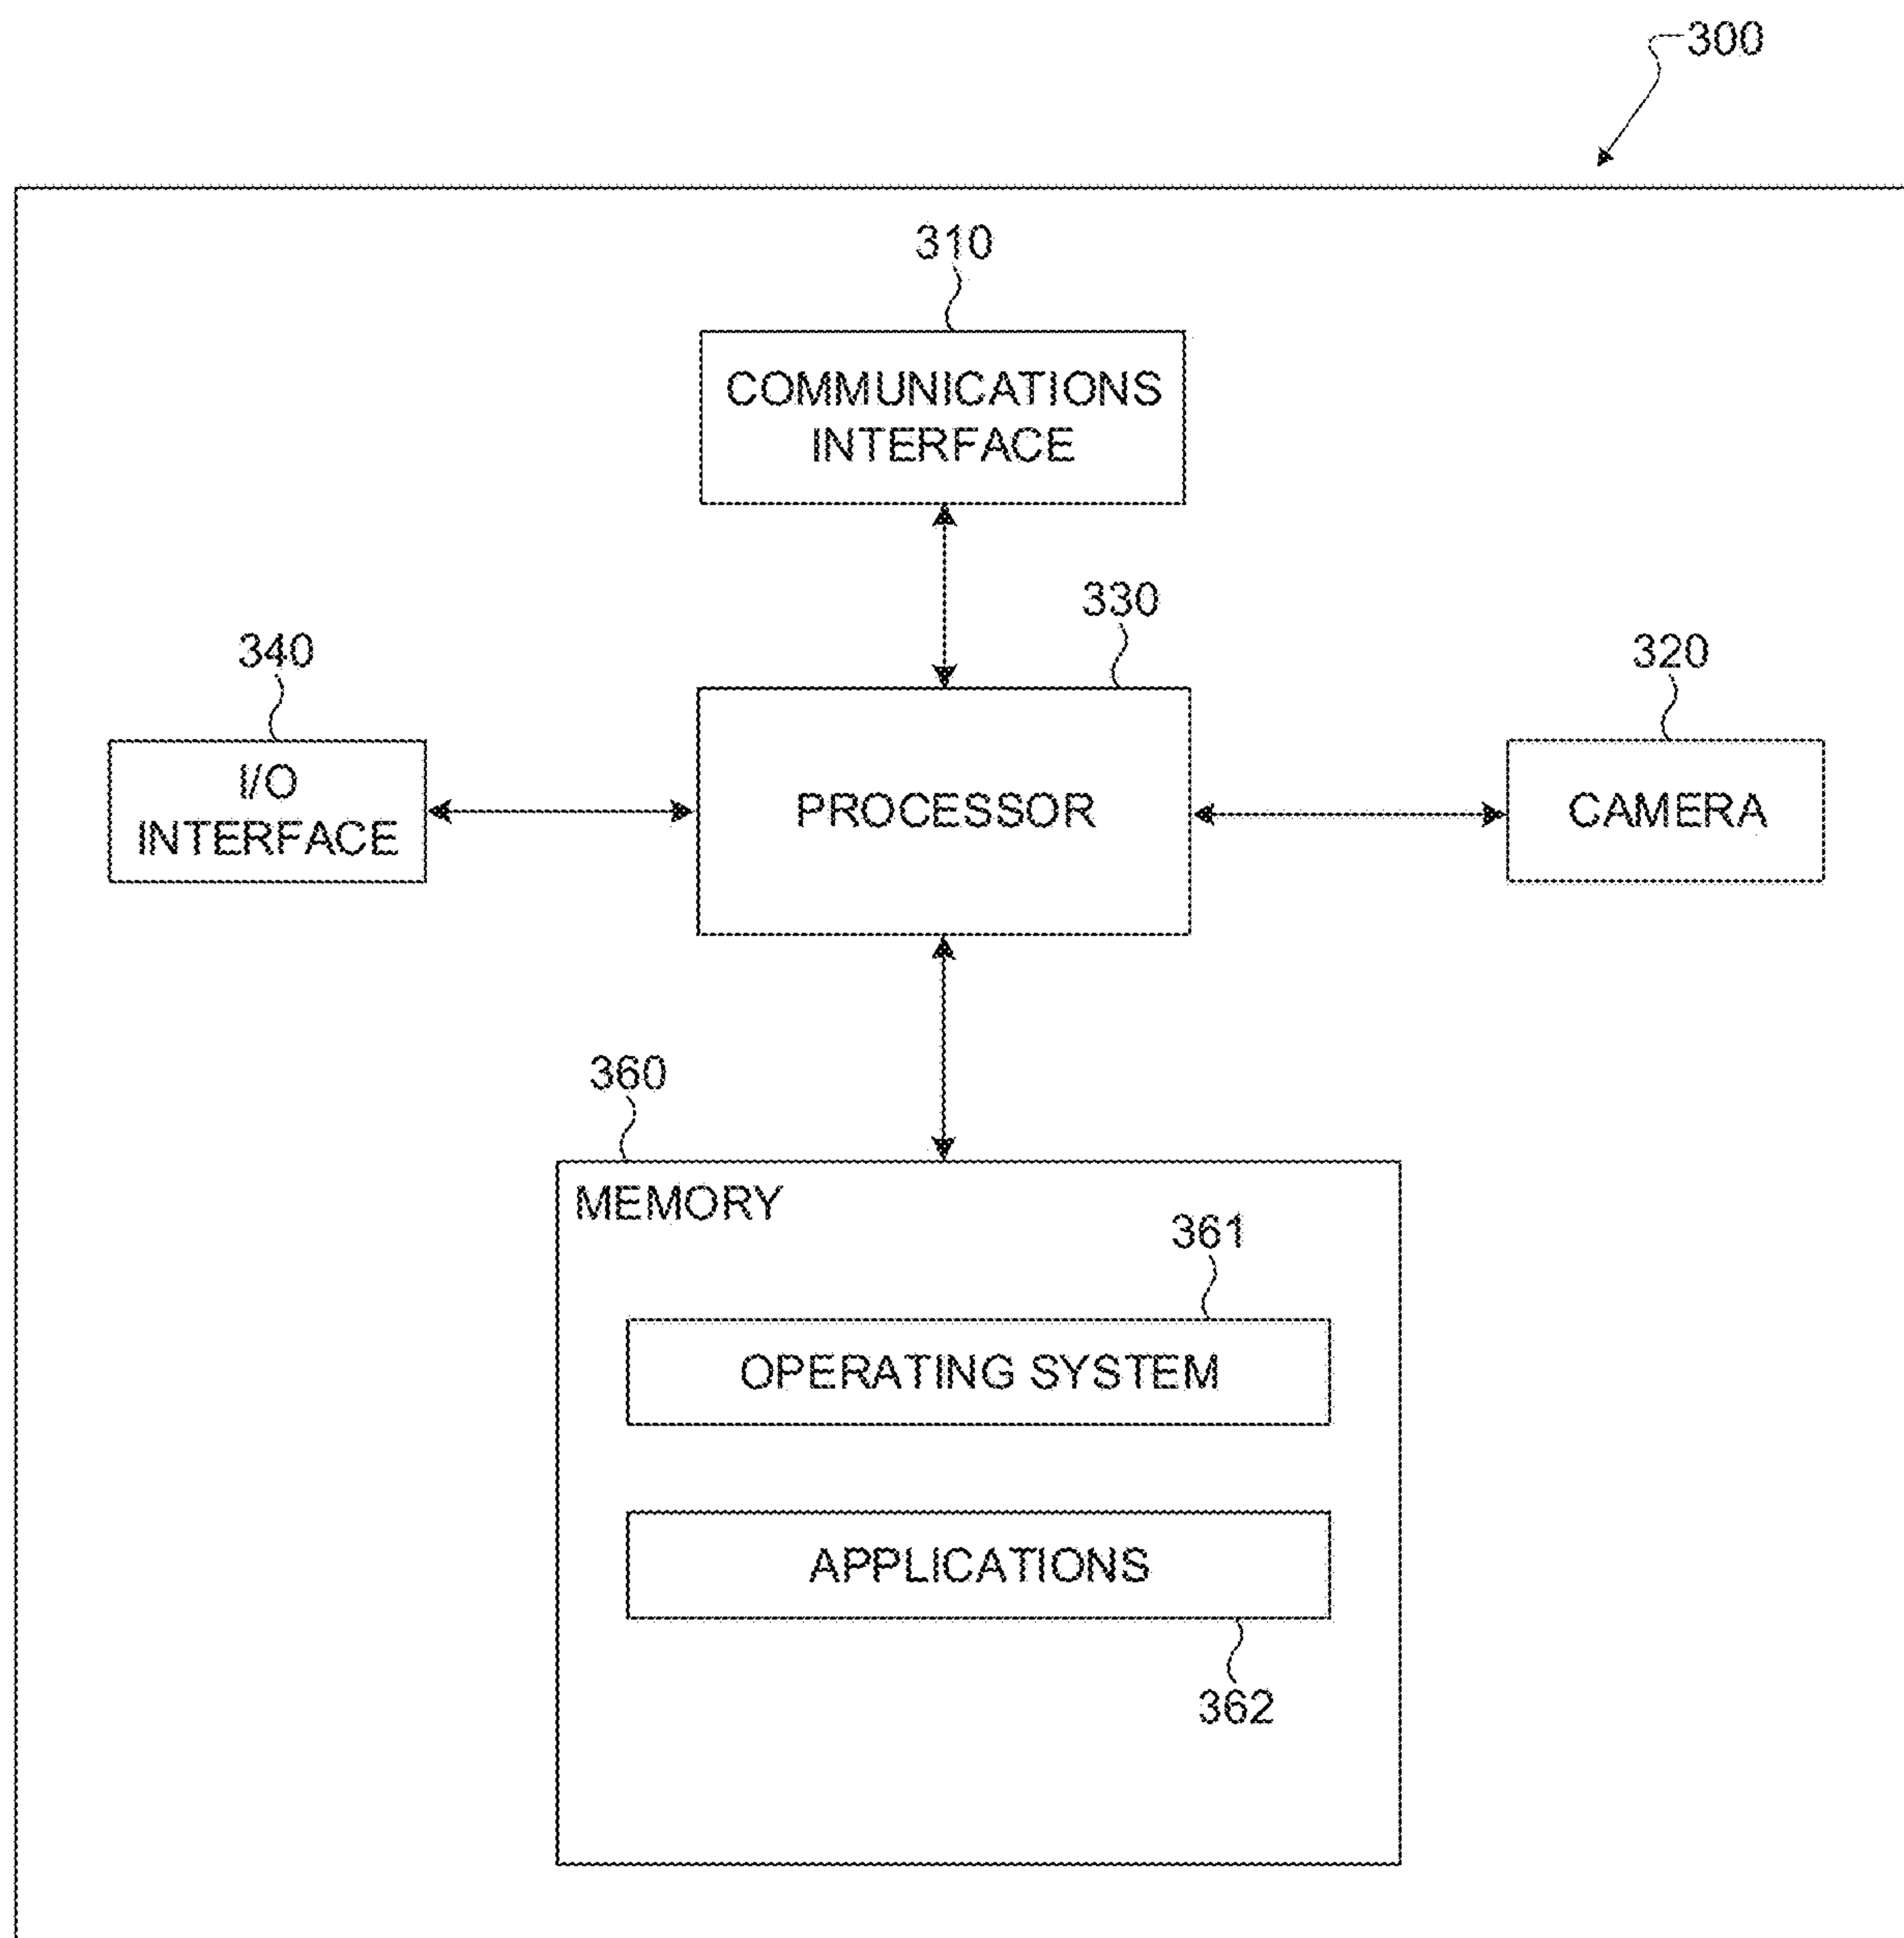 300
310
COMMUNICATIONS
INTERFACE
330
340
320
I/O
INTERFACE
PROCESSOR
CAMERA
360
MEMORY
361
OPERATING SYSTEM
APPLICATIONS
362